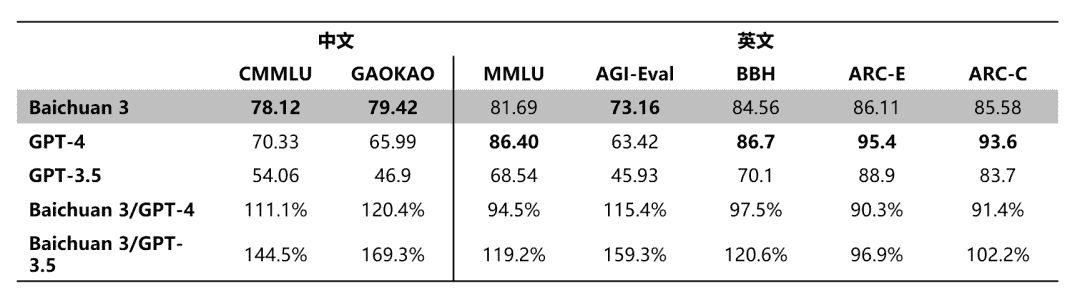 中文 英文
CMMLU GAOKAO MMLU AGI-Eval BBH ARC-E ARC-C
Baichuan 3 78.12 79.42 81.69 73.16 84.56 86.11 85.58
GPT-4 70.33 65.99 86.40 63.42 86.7 95.4 93.6
GPT-3.5 54.06 46.9 68.54 45.93 70.1 88.9 83.7
Baichuan 3/GPT-4 111.1% 120.4% 94.5% 115.4% 97.5% 90.3% 91.4%
Baichuan 3/GPT-
3.5 144.5% 169.3% 119.2% 159.3% 120.6% 96.9% 102.2%